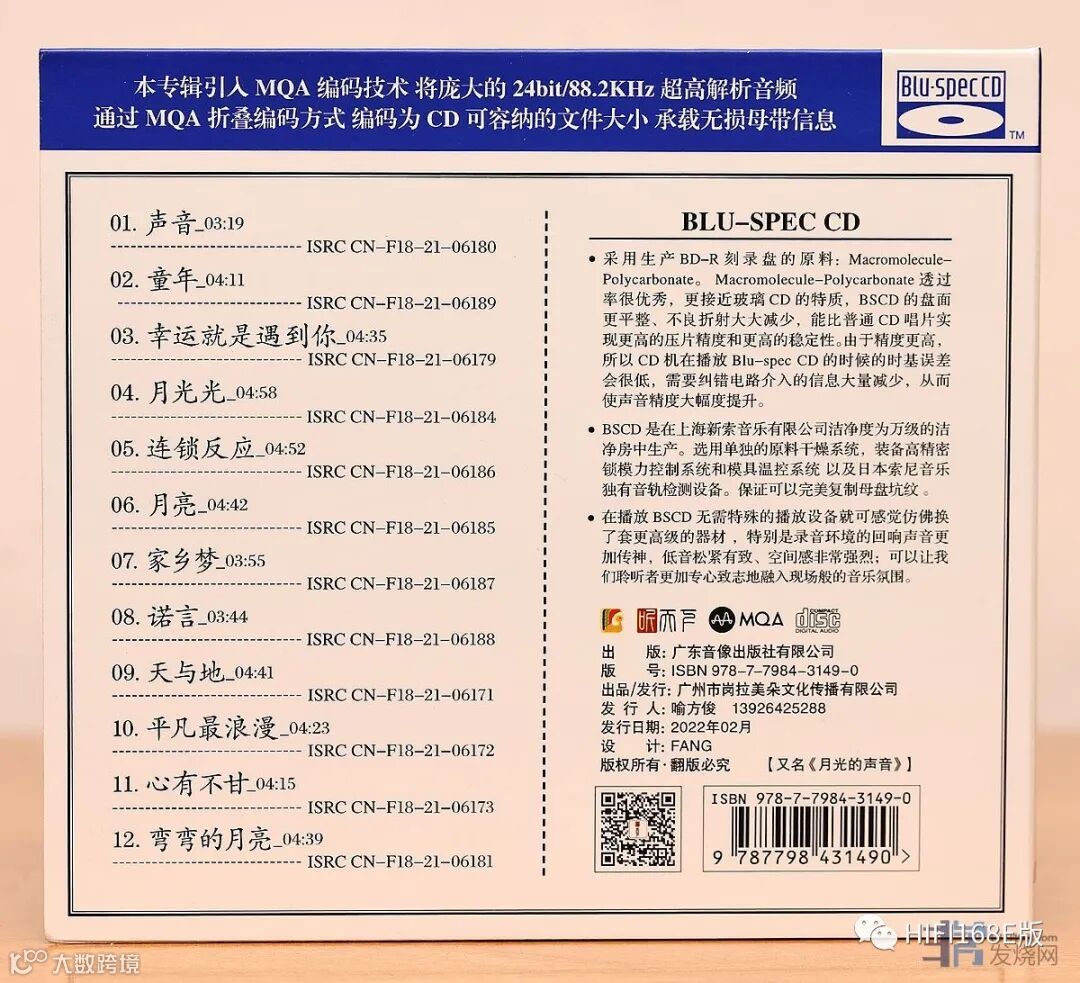 本专辑引入 MQA 编码技术 将庞大的 24bit/88.2KHz 超高解析音频
通过 MQA 折叠编码方式 编码为 CD 可容纳的文件大小 承载无损母带信息
Blu-spec CD
TM
01. 声音_03:19
ISRC CN-F18-21-06180
02. 童年_04:11
ISRC CN-F18-21-06189
03. 幸运就是遇到你_04:35
ISRC CN-F18-21-06179
04. 月光光_04:58
ISRC CN-F18-21-06184
05. 连锁反应_04:52
ISRC CN-F18-21-06186
06. 月亮_04:42
ISRC CN-F18-21-06185
07. 家乡梦_03:55
ISRC CN-F18-21-06187
08. 诺言_03:44
ISRC CN-F18-21-06188
09. 天与地_04:41
ISRC CN-F18-21-06171
10. 平凡最浪漫_04:23
ISRC CN-F18-21-06172
11. 心有不甘_04:15
ISRC CN-F18-21-06173
12. 弯弯的月亮_04:39
ISRC CN-F18-21-06181
BLU-SPEC CD
• 采用生产 BD-R 刻录盘的原料：Macromolecule-
Polycarbonate。 Macromolecule-Polycarbonate 透过
率很优秀，更接近玻璃 CD 的特质，BSCD 的盘面
更平整、不良折射大大减少，能比普通 CD 唱片实
现更高的压片精度和更高的稳定性。由于精度更高，
所以 CD 机在播放 Blu-spec CD 的时候的时基误差
会很低，需要纠错电路介入的信息大量减少，从而
使声音精度大幅度提升。
• BSCD 是在上海新索音乐有限公司洁净度为万级的洁
净房中生产。选用单独的原料干燥系统，装备高精密
锁模力控制系统和模具温控系统 以及日本索尼音乐
独有音轨检测设备。保证可以完美复制母盘坑纹 。
• 在播放 BSCD 无需特殊的播放设备就可感觉仿佛换
了套更高级的器材 ，特别是录音环境的回响声音更
加传神，低音松紧有致、空间感非常强烈；可以让我
们聆听者更加专心致志地融入现场般的音乐氛围。
MQA
COMPACT
disc
DIGITAL AUDIO
出 版：广东音像出版社有限公司
版 号：ISBN 978-7-7984-3149-0
出品/发行：广州市岗拉美朵文化传播有限公司
发 行 人：喻方俊 13926425288
发行日期：2022年02月
设 计：FANG
版权所有·翻版必究 【又名《月光的声音》】
ISBN 978-7-7984-3149-0
9 787798 431490 >
HIFI168E版
发烧网
大数跨境